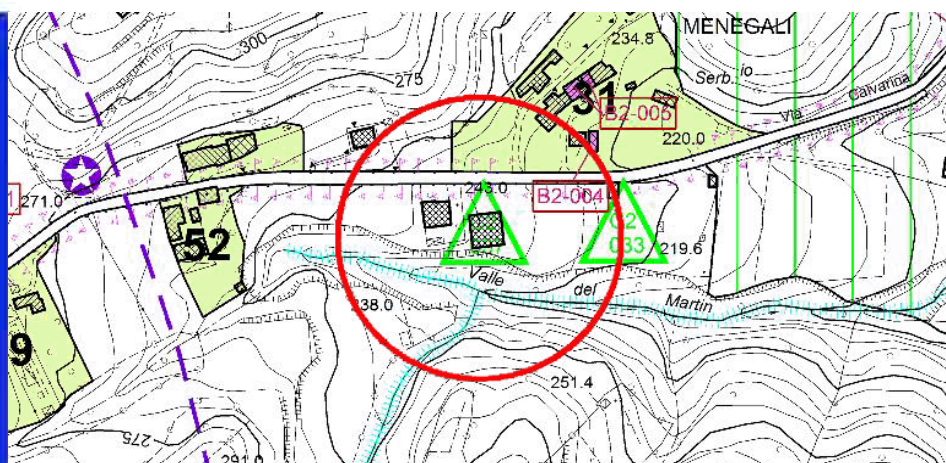 MENEGALI
234.8
300
275
Serb.io
Calvarina
Via
31
B2-005
220.0
243.0
B2-004
271.0
C2
033
219.6
52
Valle
del
Martin
238.0
9
251.4
275
291.0